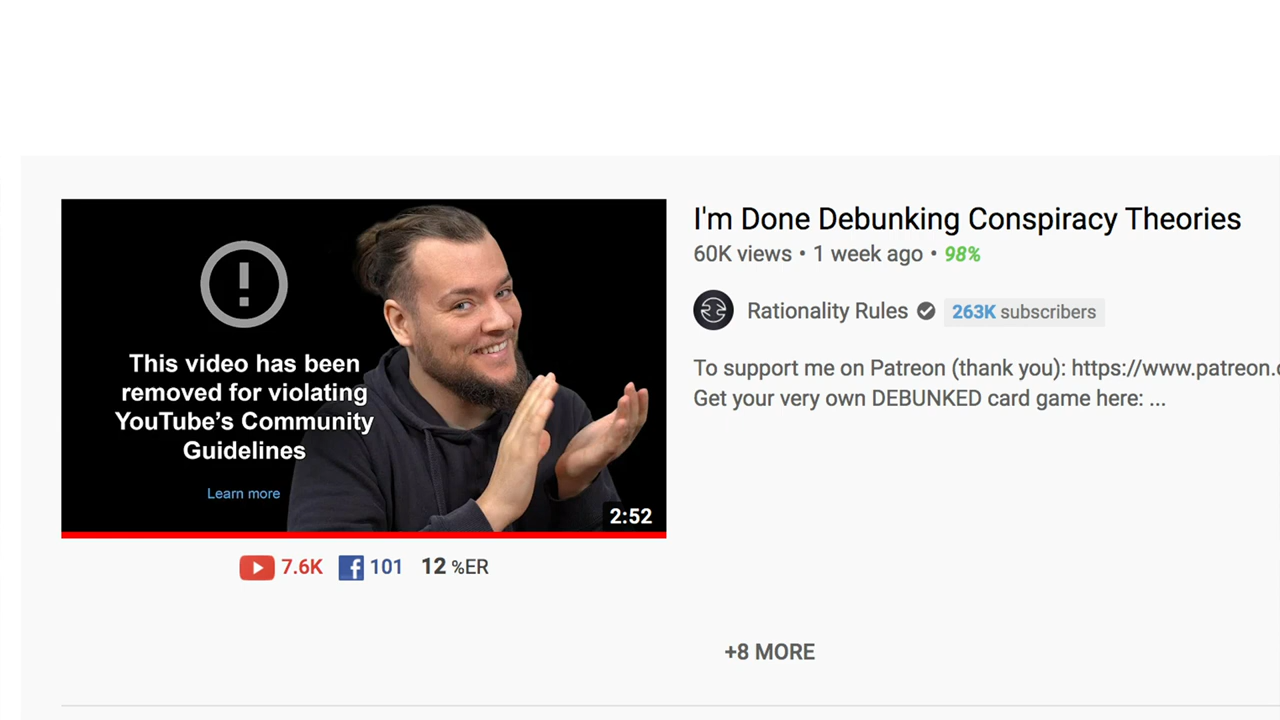 I'm Done Debunking Conspiracy Theories
60K views • 1 week ago • 98%
Rationality Rules 263K subscribers
To support me on Patreon (thank you): https://www.patreon.
Get your very own DEBUNKED card game here: ...
This video has been
removed for violating
YouTube's Community
Guidelines
Learn more
2:52
7.6K f 101 12 %ER
+8 MORE